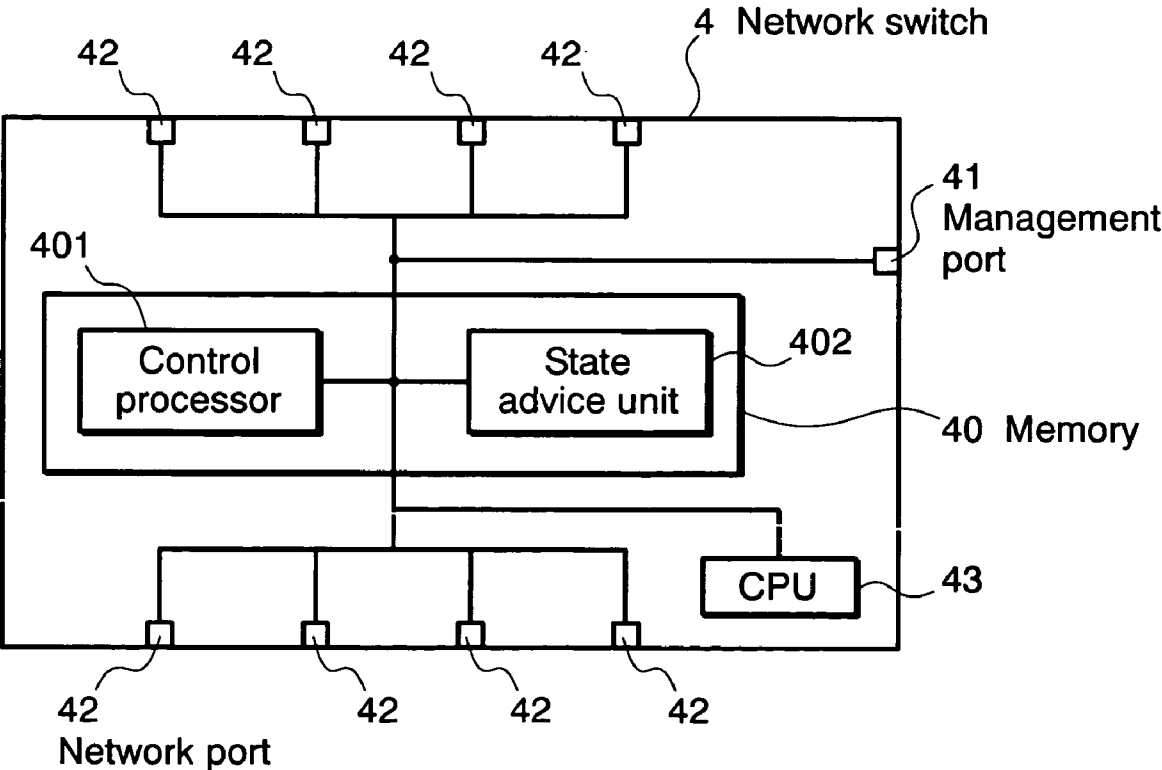 4 Network switch
42 42 42 42
41
Management
port
401
Control
processor
State
advice unit
402
40 Memory
CPU
43
42 42 42 42
Network port